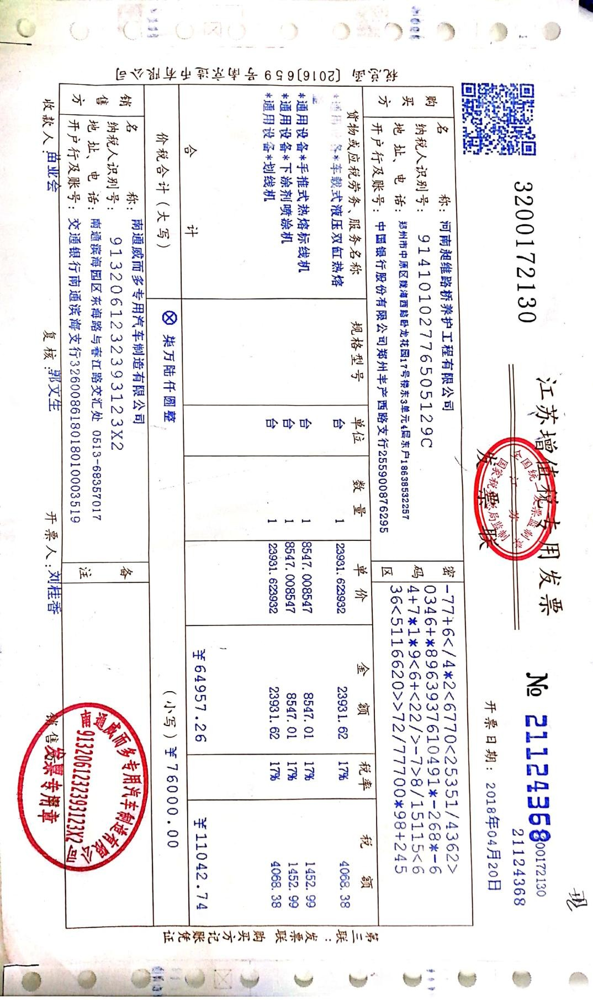 3200172130
江苏增值税专用发票
发票联
全国统一发票监制章
江苏
国家税务总局监制
№ 21124368
00172130
21124368
开票日期：2018年04月20日
现
税总函〔2016〕659号南京造币有限公司
购买方
名称：河南昶维路桥养护工程有限公司
纳税人识别号：91410102776505129C
地址、电话：郑州市中原区陇海西路卧龙花园17号楼东3单元4层东户18638532257
开户行及账号：中国银行股份有限公司郑州丰产西路支行255900876295
密码区
-77+6</4*2<6770<25351/4362>
0346+*8963937610491*-268*-6
4+7*1*9<6+<22/>-7>8/15115<6
36<5116620>>72/77700*98+245
货物或应税劳务、服务名称 规格型号 单位 数量 单价 金额 税率 税额
*通用设备*车载式液压双缸热熔 台 1 23931.623932 23931.62 17% 4068.38
*通用设备*手推式热熔标线机 台 1 8547.008547 8547.01 17% 1452.99
*通用设备*下涂剂喷涂机 台 1 8547.008547 8547.01 17% 1452.99
*通用设备*划线机 台 1 23931.623932 23931.62 17% 4068.38
合计 ￥64957.26 ￥11042.74
价税合计（大写） ⊗柒万陆仟圆整 （小写）￥76000.00
销售方
名称：南通威而多专用汽车制造有限公司
纳税人识别号：9132061232393123X2
地址、电话：南通滨海园区东海路与春江路交汇处 0513-68357017
开户行及账号：交通银行南通滨海支行326008618018010003519
备注
收款人：苗业会 复核：郭文生 开票人：刘桂香 销售方：
南通威而多专用汽车制造有限公司
9132061232393123X2
发票专用章
第三联：发票联 购买方记账凭证